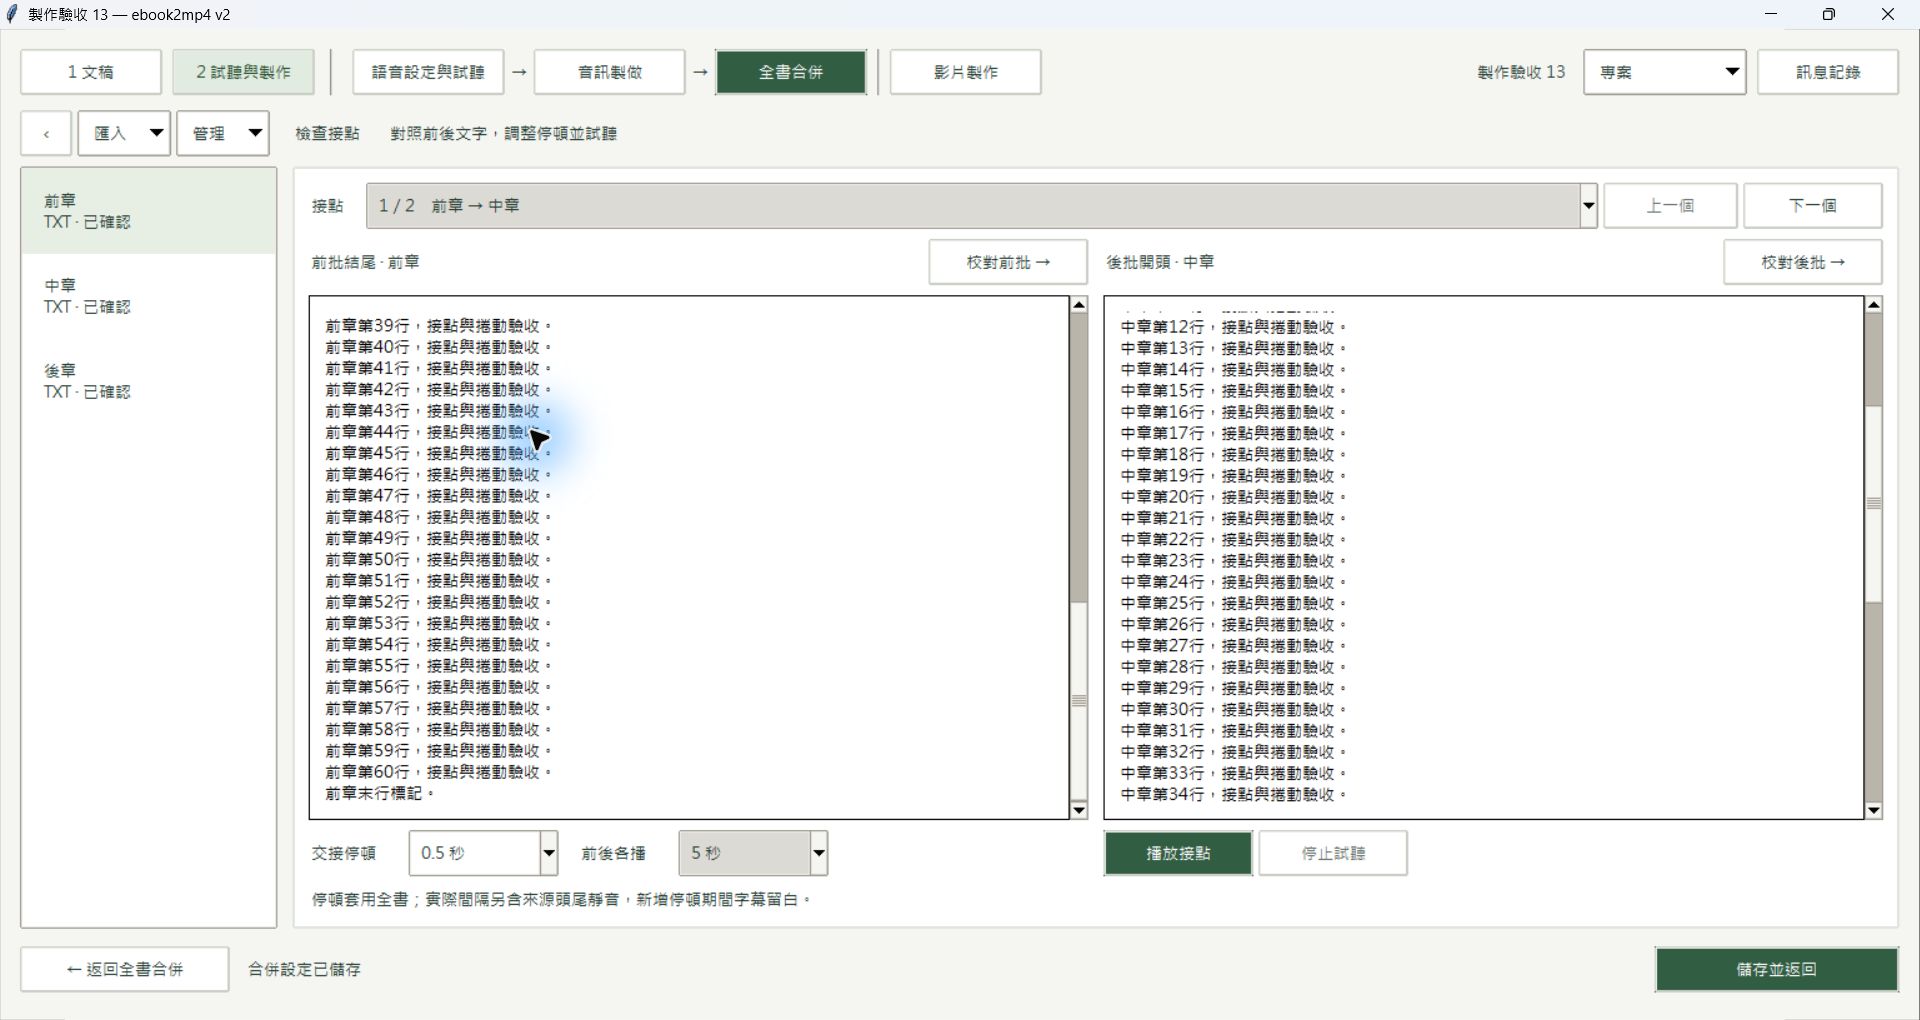 製作驗收 13 — ebook2mp4 v2
1 文稿
2 試聽與製作
語音設定與試聽
→
音訊製做
→
全書合併
影片製作
製作驗收 13
專案
訊息記錄
‹
匯入
管理
檢查接點
對照前後文字，調整停頓並試聽
前章
TXT · 已確認
中章
TXT · 已確認
後章
TXT · 已確認
接點
1 / 2 前章 → 中章
上一個
下一個
前批結尾 · 前章
校對前批 →
後批開頭 · 中章
校對後批 →
前章第39行，接點與捲動驗收。
前章第40行，接點與捲動驗收。
前章第41行，接點與捲動驗收。
前章第42行，接點與捲動驗收。
前章第43行，接點與捲動驗收。
前章第44行，接點與捲動驗收。
前章第45行，接點與捲動驗收。
前章第46行，接點與捲動驗收。
前章第47行，接點與捲動驗收。
前章第48行，接點與捲動驗收。
前章第49行，接點與捲動驗收。
前章第50行，接點與捲動驗收。
前章第51行，接點與捲動驗收。
前章第52行，接點與捲動驗收。
前章第53行，接點與捲動驗收。
前章第54行，接點與捲動驗收。
前章第55行，接點與捲動驗收。
前章第56行，接點與捲動驗收。
前章第57行，接點與捲動驗收。
前章第58行，接點與捲動驗收。
前章第59行，接點與捲動驗收。
前章第60行，接點與捲動驗收。
前章末行標記。
中章第12行，接點與捲動驗收。
中章第13行，接點與捲動驗收。
中章第14行，接點與捲動驗收。
中章第15行，接點與捲動驗收。
中章第16行，接點與捲動驗收。
中章第17行，接點與捲動驗收。
中章第18行，接點與捲動驗收。
中章第19行，接點與捲動驗收。
中章第20行，接點與捲動驗收。
中章第21行，接點與捲動驗收。
中章第22行，接點與捲動驗收。
中章第23行，接點與捲動驗收。
中章第24行，接點與捲動驗收。
中章第25行，接點與捲動驗收。
中章第26行，接點與捲動驗收。
中章第27行，接點與捲動驗收。
中章第28行，接點與捲動驗收。
中章第29行，接點與捲動驗收。
中章第30行，接點與捲動驗收。
中章第31行，接點與捲動驗收。
中章第32行，接點與捲動驗收。
中章第33行，接點與捲動驗收。
中章第34行，接點與捲動驗收。
交接停頓
0.5 秒
前後各播
5 秒
播放接點
停止試聽
停頓套用全書；實際間隔另含來源頭尾靜音，新增停頓期間字幕留白。
← 返回全書合併
合併設定已儲存
儲存並返回